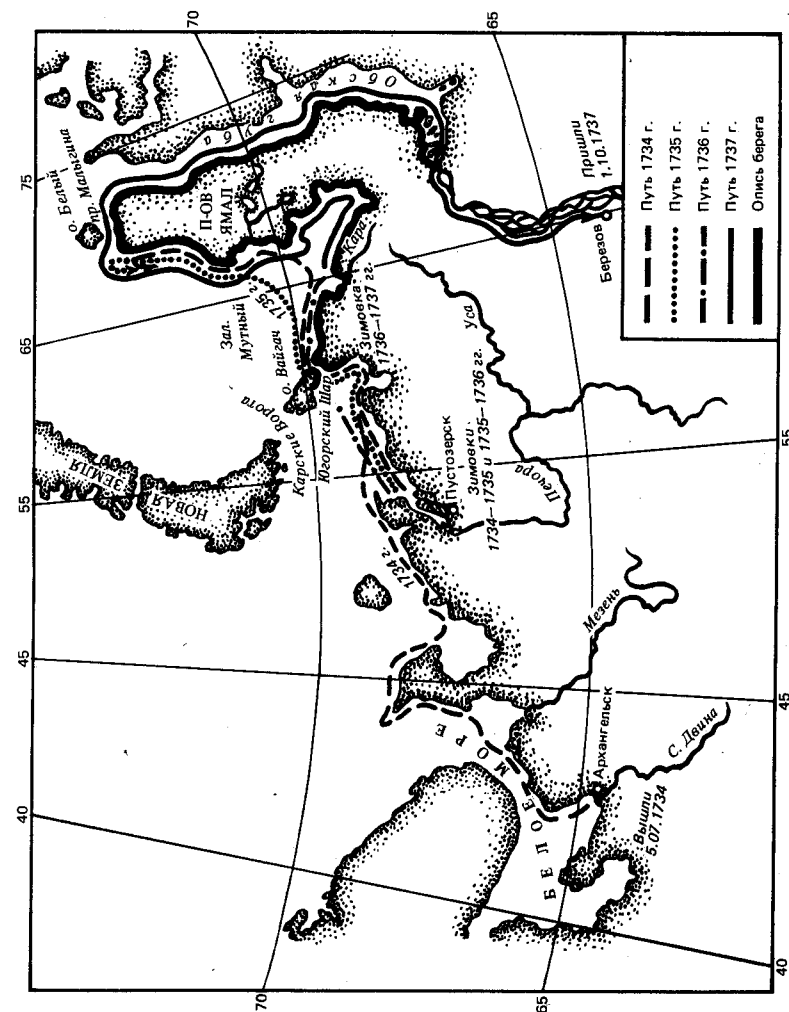 40
45
55
65
75
70
70
65
65
40
45
55
о. Белый
пр. Малыгина
П-ОВ
ЯМАЛ
Обская
губа
Зал.
Мутный
1735 г.
о. Вайгач
Карские Ворота
Югорский Шар
НОВАЯ
ЗЕМЛЯ
Кара
Зимовка
1736–1737 гг.
Уса
Пустозерск
Зимовки
1734–1735 и 1735–1736 гг.
Печора
1734 г.
Мезень
БЕЛОЕ
МОРЕ
Архангельск
С. Двина
Вышли
5.07.1734
Березов
Пришли
1.10.1737
Путь 1734 г.
Путь 1735 г.
Путь 1736 г.
Путь 1737 г.
Опись берега